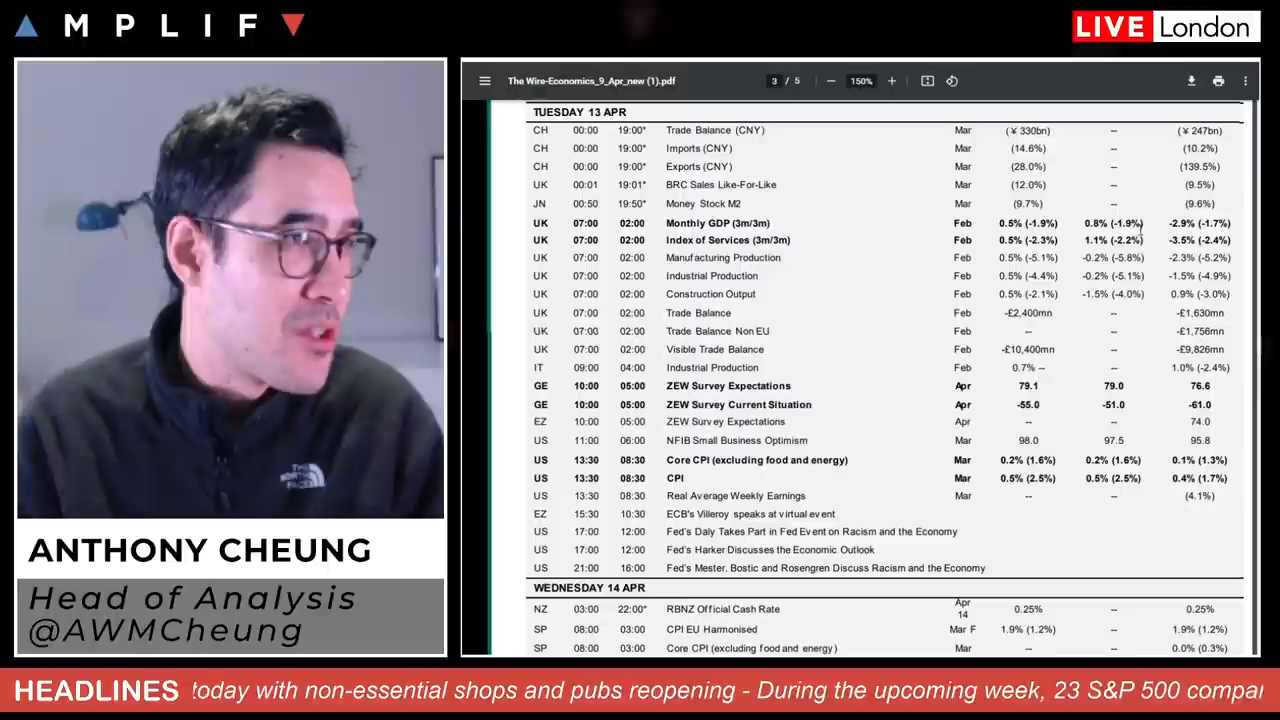 AMPLIFY
LIVE London
The Wire-Economics_9_Apr_new (1).pdf 3 / 5 150%
TUESDAY 13 APR
CH 00:00 19:00* Trade Balance (CNY) Mar (¥ 330bn) -- (¥ 247bn)
CH 00:00 19:00* Imports (CNY) Mar (14.6%) -- (10.2%)
CH 00:00 19:00* Exports (CNY) Mar (28.0%) -- (139.5%)
UK 00:01 19:01* BRC Sales Like-For-Like Mar (12.0%) -- (9.5%)
JN 00:50 19:50* Money Stock M2 Mar (9.7%) -- (9.6%)
UK 07:00 02:00 Monthly GDP (3m/3m) Feb 0.5% (-1.9%) 0.8% (-1.9%) -2.9% (-1.7%)
UK 07:00 02:00 Index of Services (3m/3m) Feb 0.5% (-2.3%) 1.1% (-2.2%) -3.5% (-2.4%)
UK 07:00 02:00 Manufacturing Production Feb 0.5% (-5.1%) -0.2% (-5.8%) -2.3% (-5.2%)
UK 07:00 02:00 Industrial Production Feb 0.5% (-4.4%) -0.2% (-5.1%) -1.5% (-4.9%)
UK 07:00 02:00 Construction Output Feb 0.5% (-2.1%) -1.5% (-4.0%) 0.9% (-3.0%)
UK 07:00 02:00 Trade Balance Feb -£2,400mn -- -£1,630mn
UK 07:00 02:00 Trade Balance Non EU Feb -- -- -£1,756mn
UK 07:00 02:00 Visible Trade Balance Feb -£10,400mn -- -£9,826mn
IT 09:00 04:00 Industrial Production Feb 0.7% -- 1.0% (-2.4%)
GE 10:00 05:00 ZEW Survey Expectations Apr 79.1 79.0 76.6
GE 10:00 05:00 ZEW Survey Current Situation Apr -55.0 -51.0 -61.0
EZ 10:00 05:00 ZEW Survey Expectations Apr -- -- 74.0
US 11:00 06:00 NFIB Small Business Optimism Mar 98.0 97.5 95.8
US 13:30 08:30 Core CPI (excluding food and energy) Mar 0.2% (1.6%) 0.2% (1.6%) 0.1% (1.3%)
US 13:30 08:30 CPI Mar 0.5% (2.5%) 0.5% (2.5%) 0.4% (1.7%)
US 13:30 08:30 Real Average Weekly Earnings Mar -- -- (4.1%)
EZ 15:30 10:30 ECB's Villeroy speaks at virtual event
US 17:00 12:00 Fed's Daly Takes Part in Fed Event on Racism and the Economy
US 17:00 12:00 Fed's Harker Discusses the Economic Outlook
US 21:00 16:00 Fed's Mester. Bostic and Rosengren Discuss Racism and the Economy
WEDNESDAY 14 APR
NZ 03:00 22:00* RBNZ Official Cash Rate Apr 14 0.25% -- 0.25%
SP 08:00 03:00 CPI EU Harmonised Mar F 1.9% (1.2%) -- 1.9% (1.2%)
SP 08:00 03:00 Core CPI (excluding food and energy) Mar -- -- 0.0% (0.3%)
THE NORTH FACE
ANTHONY CHEUNG
Head of Analysis
@AWMCheung
HEADLINES today with non-essential shops and pubs reopening - During the upcoming week, 23 S&P 500 compar